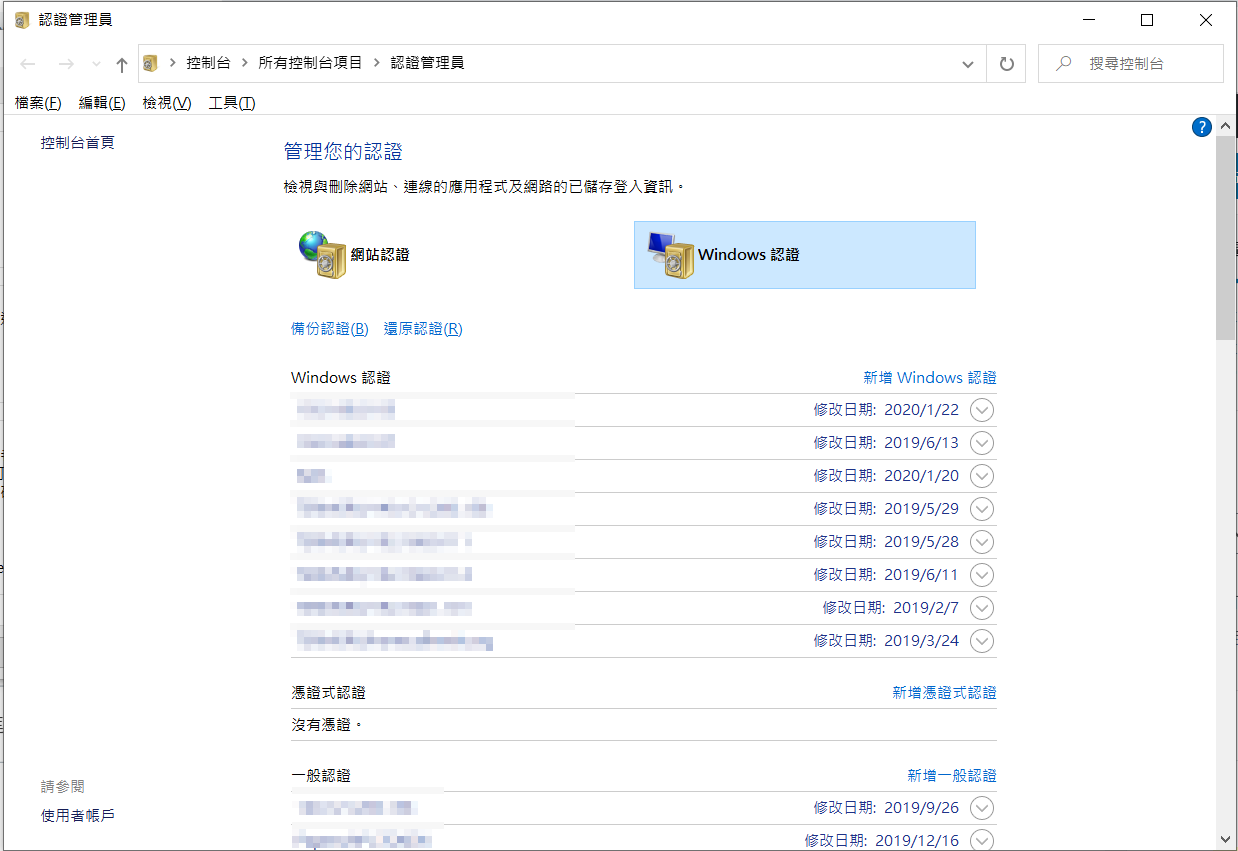 認證管理員
控制台 > 所有控制台項目 > 認證管理員
搜尋控制台
檔案(F) 編輯(E) 檢視(V) 工具(T)
控制台首頁
管理您的認證
檢視與刪除網站、連線的應用程式及網路的已儲存登入資訊。
網站認證
Windows 認證
備份認證(B) 還原認證(R)
Windows 認證 新增 Windows 認證
修改日期: 2020/1/22
修改日期: 2019/6/13
修改日期: 2020/1/20
修改日期: 2019/5/29
修改日期: 2019/5/28
修改日期: 2019/6/11
修改日期: 2019/2/7
修改日期: 2019/3/24
憑證式認證 新增憑證式認證
沒有憑證。
一般認證 新增一般認證
修改日期: 2019/9/26
修改日期: 2019/12/16
請參閱
使用者帳戶